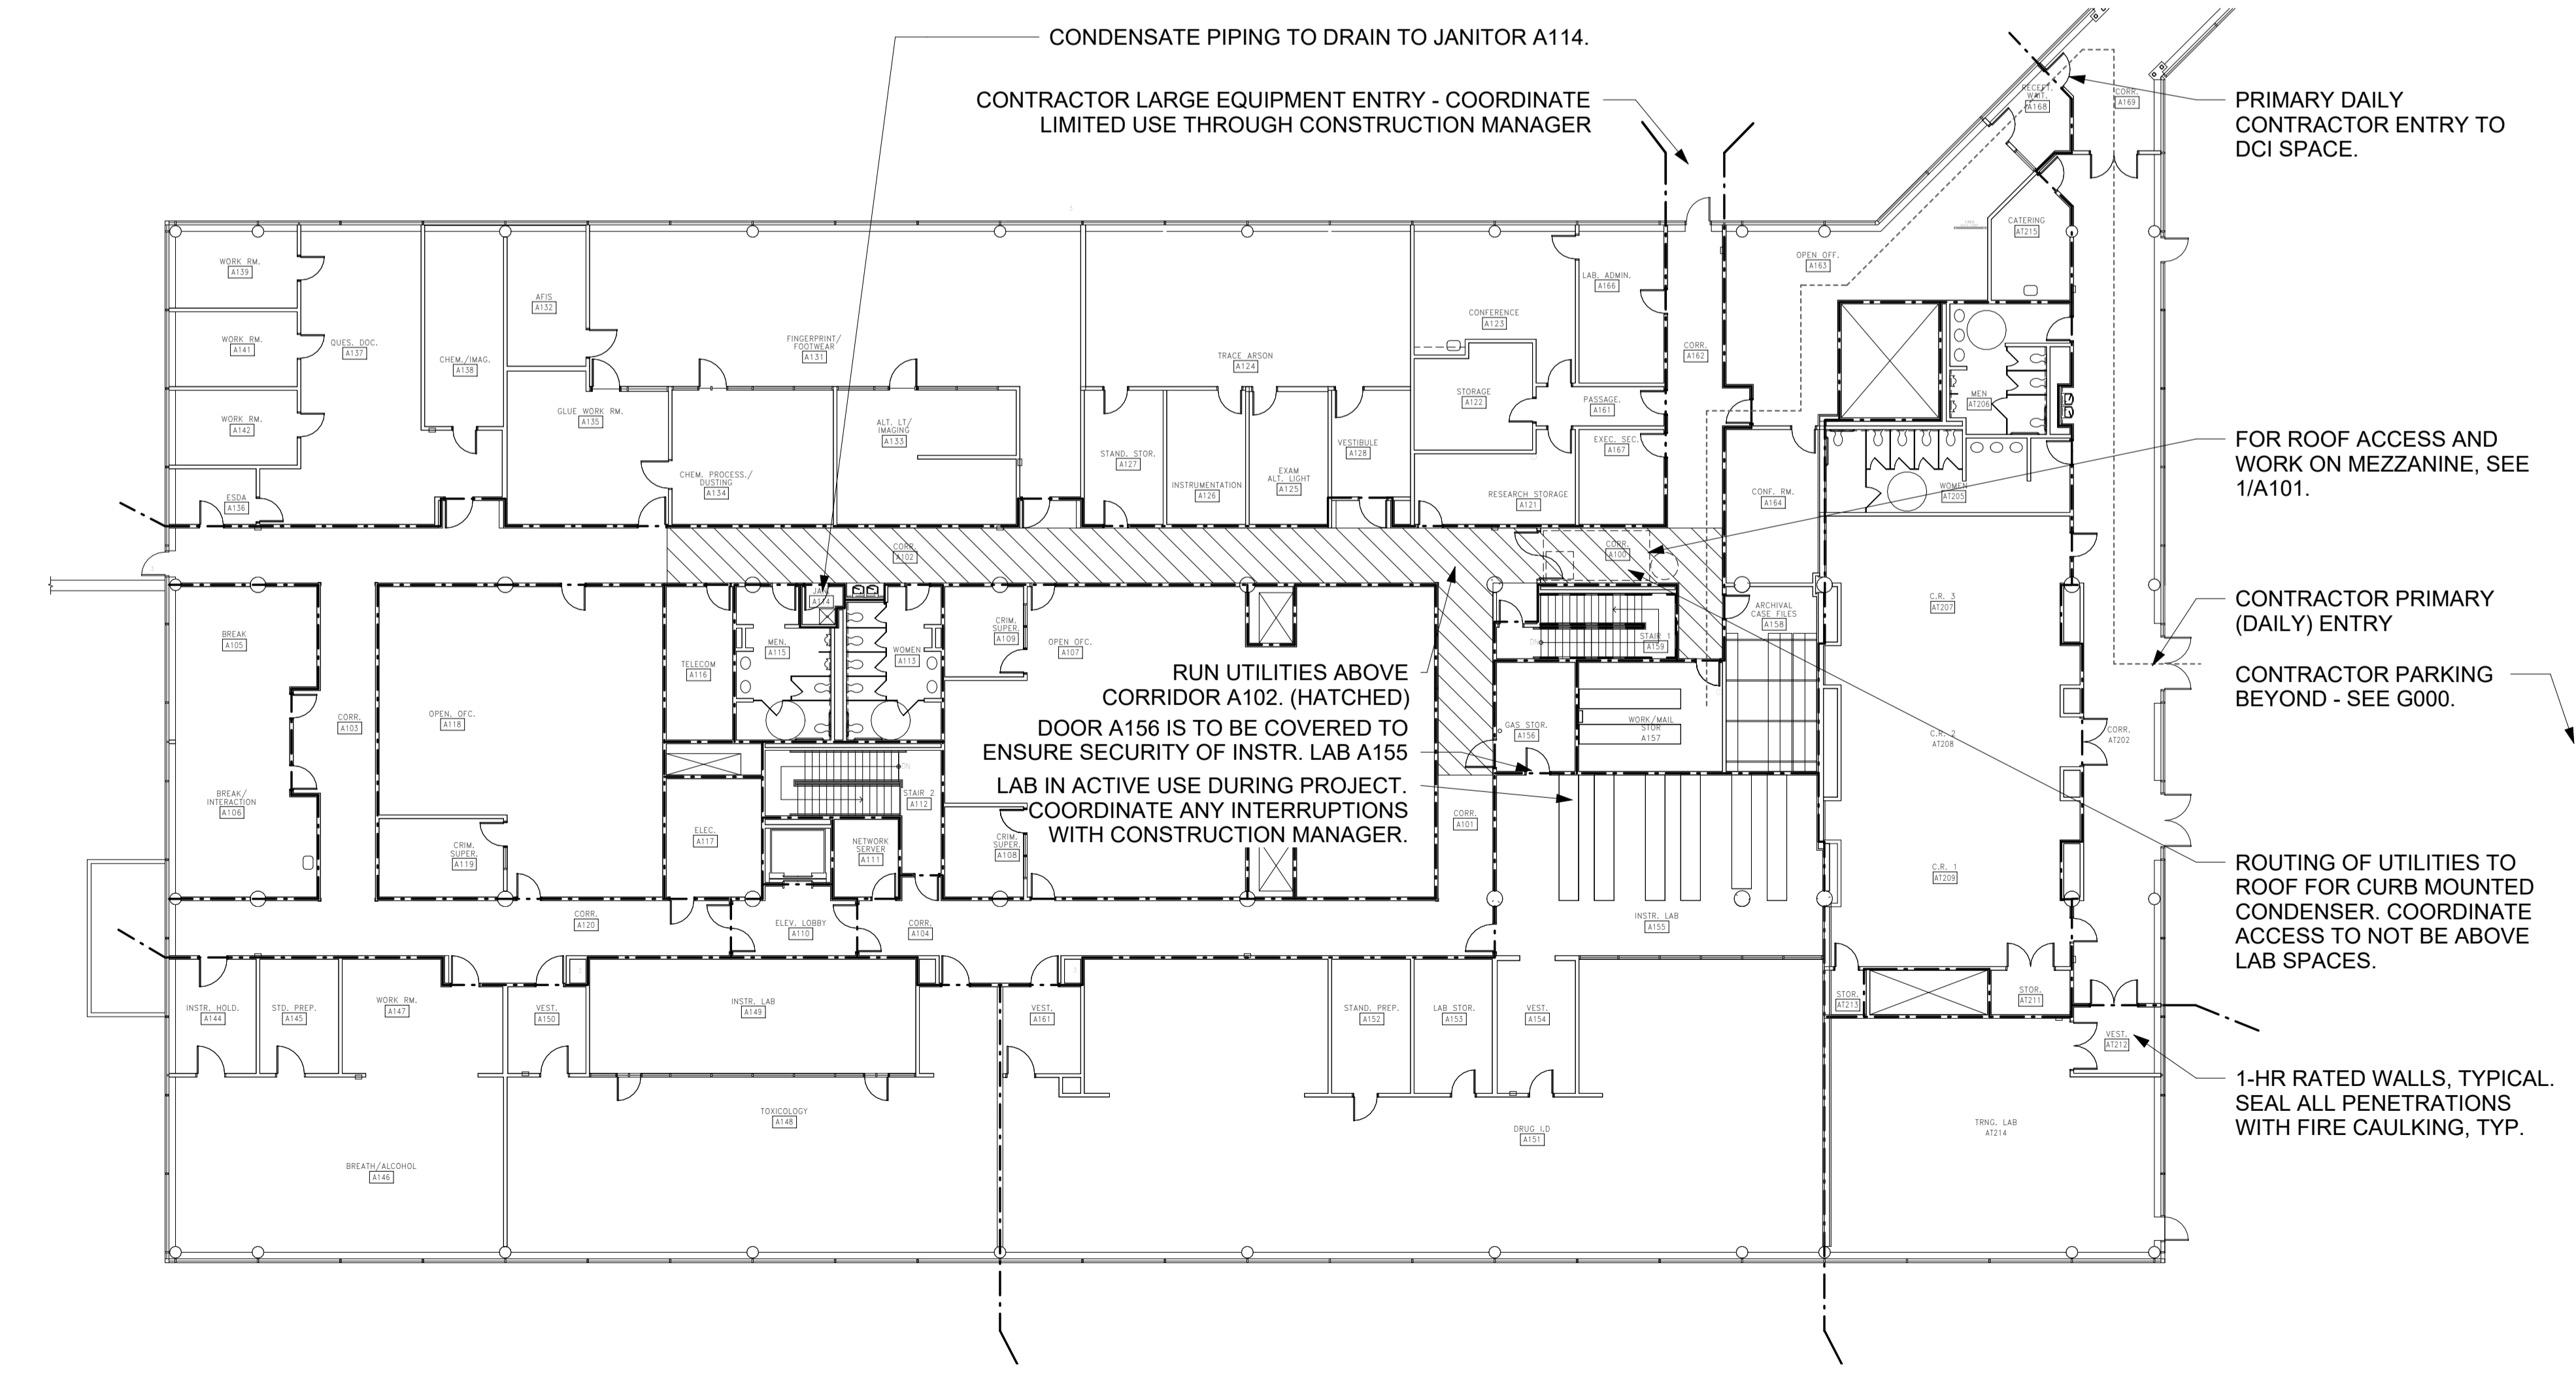 CONDENSATE PIPING TO DRAIN TO JANITOR A114.
CONTRACTOR LARGE EQUIPMENT ENTRY - COORDINATE
LIMITED USE THROUGH CONSTRUCTION MANAGER
PRIMARY DAILY
CONTRACTOR ENTRY TO
DCI SPACE.
FOR ROOF ACCESS AND
WORK ON MEZZANINE, SEE
1/A101.
CONTRACTOR PRIMARY
(DAILY) ENTRY
CONTRACTOR PARKING
BEYOND - SEE G000.
ROUTING OF UTILITIES TO
ROOF FOR CURB MOUNTED
CONDENSER. COORDINATE
ACCESS TO NOT BE ABOVE
LAB SPACES.
1-HR RATED WALLS, TYPICAL.
SEAL ALL PENETRATIONS
WITH FIRE CAULKING, TYP.
RUN UTILITIES ABOVE
CORRIDOR A102. (HATCHED)
DOOR A156 IS TO BE COVERED TO
ENSURE SECURITY OF INSTR. LAB A155
LAB IN ACTIVE USE DURING PROJECT.
COORDINATE ANY INTERRUPTIONS
WITH CONSTRUCTION MANAGER.
RECEPT.
WAIT.
A168
CORR.
A169
CATERING
AT215
OPEN OFF.
A163
WORK RM.
A139
WORK RM.
A141
WORK RM.
A142
QUES. DOC.
A137
ESDA
A136
CHEM./IMAG.
A138
AFIS
A132
FINGERPRINT/
FOOTWEAR
A131
GLUE WORK RM.
A135
CHEM. PROCESS./
DUSTING
A134
ALT. LT/
IMAGING
A133
TRACE ARSON
A124
STAND. STOR.
A127
INSTRUMENTATION
A126
EXAM
ALT. LIGHT
A125
VESTIBULE
A128
CONFERENCE
A123
STORAGE
A122
RESEARCH STORAGE
A121
LAB. ADMIN.
A166
PASSAGE.
A161
EXEC. SEC.
A167
CORR.
A162
CONF. RM.
A164
MEN
AT206
WOMEN
AT205
CORR.
A102
CORR.
A100
BREAK
A105
BREAK/
INTERACTION
A106
CORR.
A103
OPEN. OFC.
A118
CRIM.
SUPER.
A119
TELECOM
A116
MEN.
A115
JAN.
A114
WOMEN
A113
ELEC.
A117
STAIR 2
A112
DN
NETWORK
SERVER
A111
CRIM.
SUPER.
A109
OPEN OFC.
A107
CRIM.
SUPER.
A108
CORR.
A101
STAIR 1
A159
DN
GAS STOR.
A156
WORK/MAIL
STOR
A157
ARCHIVAL
CASE FILES
A158
INSTR. LAB
A155
C.R. 3
AT207
C.R. 2
AT208
C.R. 1
AT209
CORR.
AT202
STOR.
AT213
STOR.
AT211
VEST.
AT212
TRNG. LAB
AT214
CORR.
A120
ELEV. LOBBY
A110
CORR.
A104
INSTR. HOLD.
A144
STD. PREP.
A145
WORK RM.
A147
BREATH/ALCOHOL
A146
VEST.
A150
INSTR. LAB
A149
TOXICOLOGY
A148
VEST.
A161
STAND. PREP.
A152
LAB STOR.
A153
VEST.
A154
DRUG I.D
A151